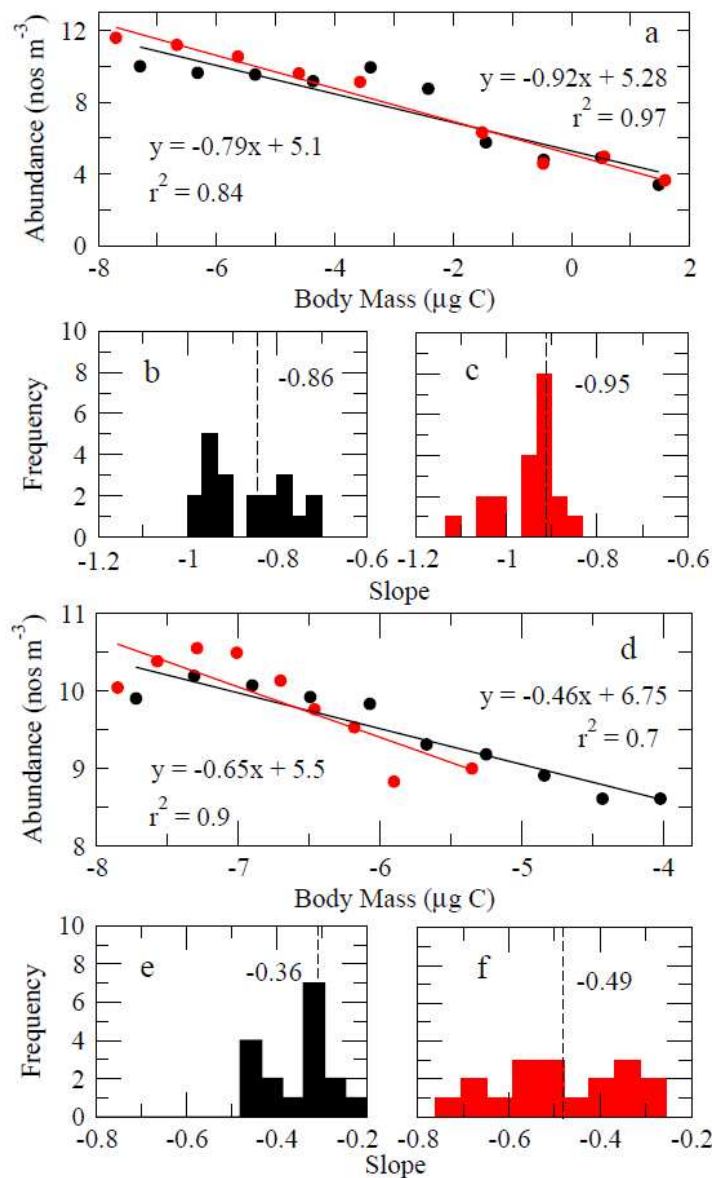 12
8
4
0
Abundance (nos m⁻³)
a
y = -0.92x + 5.28
r² = 0.97
y = -0.79x + 5.1
r² = 0.84
-8 -6 -4 -2 0 2
Body Mass (μg C)
10
8
6
4
2
0
Frequency
b
-0.86
c
-0.95
-1.2 -1 -0.8 -0.6
-1.2 -1 -0.8 -0.6
Slope
11
10
9
8
Abundance (nos m⁻³)
d
y = -0.46x + 6.75
r² = 0.7
y = -0.65x + 5.5
r² = 0.9
-8 -7 -6 -5 -4
Body Mass (μg C)
10
8
6
4
2
0
Frequency
e
-0.36
f
-0.49
-0.8 -0.6 -0.4 -0.2
-0.8 -0.6 -0.4 -0.2
Slope